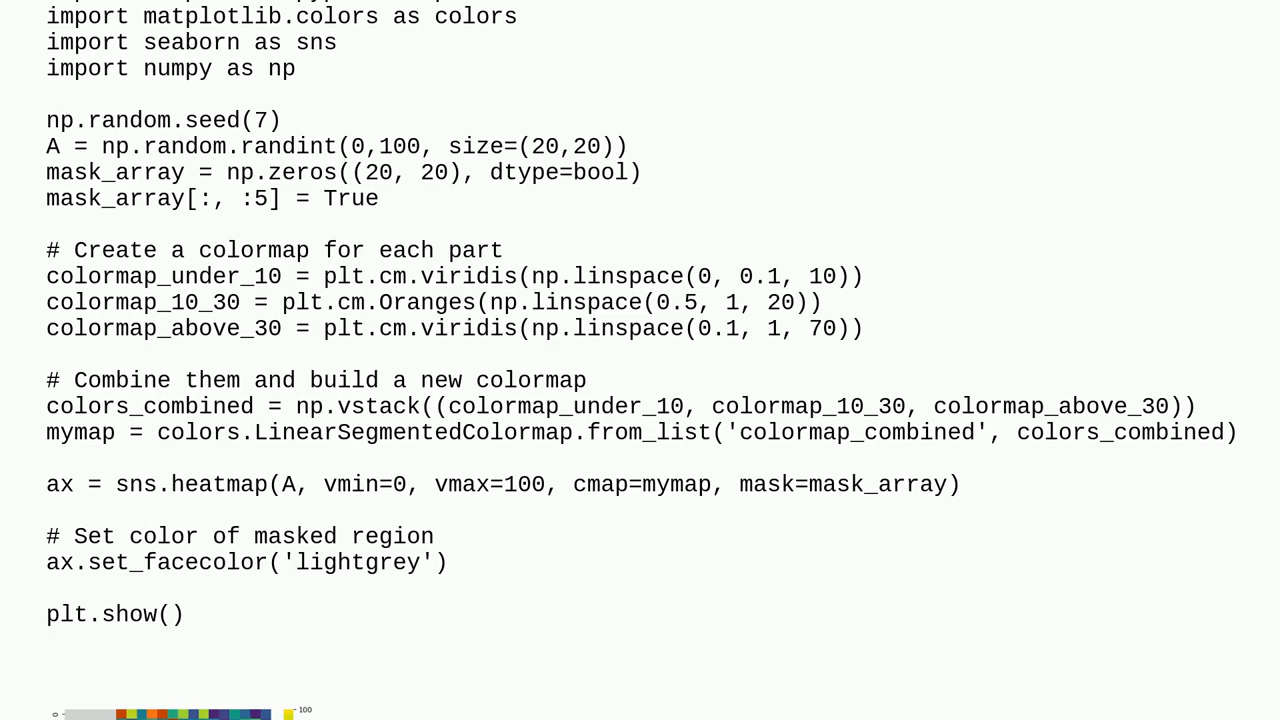 import matplotlib.colors as colors
import seaborn as sns
import numpy as np
np.random.seed(7)
A = np.random.randint(0,100, size=(20,20))
mask_array = np.zeros((20, 20), dtype=bool)
mask_array[:, :5] = True
# Create a colormap for each part
colormap_under_10 = plt.cm.viridis(np.linspace(0, 0.1, 10))
colormap_10_30 = plt.cm.Oranges(np.linspace(0.5, 1, 20))
colormap_above_30 = plt.cm.viridis(np.linspace(0.1, 1, 70))
# Combine them and build a new colormap
colors_combined = np.vstack((colormap_under_10, colormap_10_30, colormap_above_30))
mymap = colors.LinearSegmentedColormap.from_list('colormap_combined', colors_combined)
ax = sns.heatmap(A, vmin=0, vmax=100, cmap=mymap, mask=mask_array)
# Set color of masked region
ax.set_facecolor('lightgrey')
plt.show()
0
100